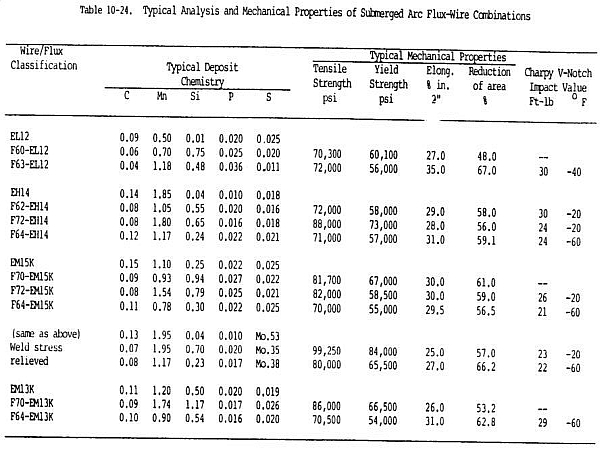 Table 10-24. Typical Analysis and Mechanical Properties of Submerged Arc Flux-Wire Combinations
Wire/Flux Classification Typical Deposit Chemistry Typical Mechanical Properties
Tensile Strength psi Yield Strength psi Elong. % in. 2" Reduction of area % Charpy V-Notch Impact Value Ft-lb °F
C Mn Si P S
EL12 0.09 0.50 0.01 0.020 0.025
F60-EL12 0.06 0.70 0.75 0.025 0.020 70,300 60,100 27.0 48.0 --
F63-EL12 0.04 1.18 0.48 0.036 0.011 72,000 56,000 35.0 67.0 30 -40
EH14 0.14 1.85 0.04 0.010 0.018
F62-EH14 0.08 1.05 0.55 0.020 0.016 72,000 58,000 29.0 58.0 30 -20
F72-EH14 0.08 1.80 0.65 0.016 0.018 88,000 73,000 28.0 56.0 24 -20
F64-EH14 0.12 1.17 0.24 0.022 0.021 71,000 57,000 31.0 59.1 24 -60
EM15K 0.15 1.10 0.25 0.022 0.025
F70-EM15K 0.09 0.93 0.94 0.027 0.022 81,700 67,000 30.0 61.0 --
F72-EM15K 0.08 1.54 0.79 0.025 0.021 82,000 58,500 30.0 59.0 26 -20
F64-EM15K 0.11 0.78 0.30 0.022 0.025 70,000 55,000 29.5 56.5 21 -60
(same as above) 0.13 1.95 0.04 0.010 Mo.53
Weld stress 0.07 1.95 0.70 0.020 Mo.35 99,250 84,000 25.0 57.0 23 -20
relieved 0.08 1.17 0.23 0.017 Mo.38 80,000 65,500 27.0 66.2 22 -60
EM13K 0.11 1.20 0.50 0.020 0.019
F70-EM13K 0.09 1.74 1.17 0.017 0.026 86,000 66,500 26.0 53.2 --
F64-EM13K 0.10 0.90 0.54 0.016 0.020 70,500 54,000 31.0 62.8 29 -60